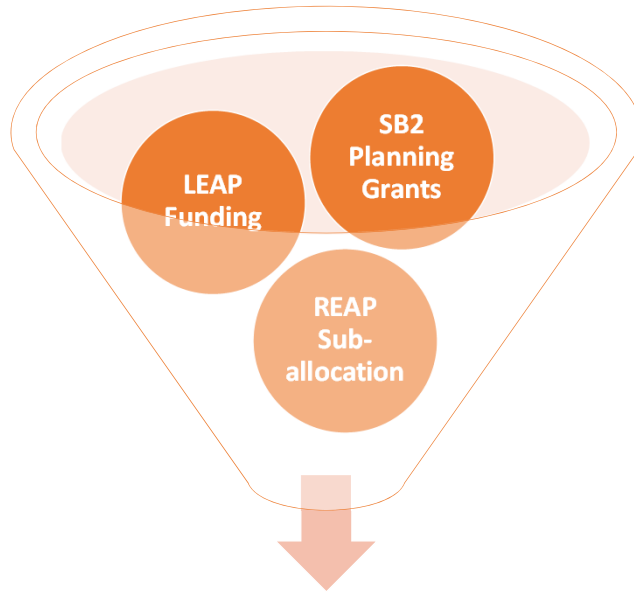 SB2
Planning
Grants
LEAP
Funding
REAP
Sub-
allocation